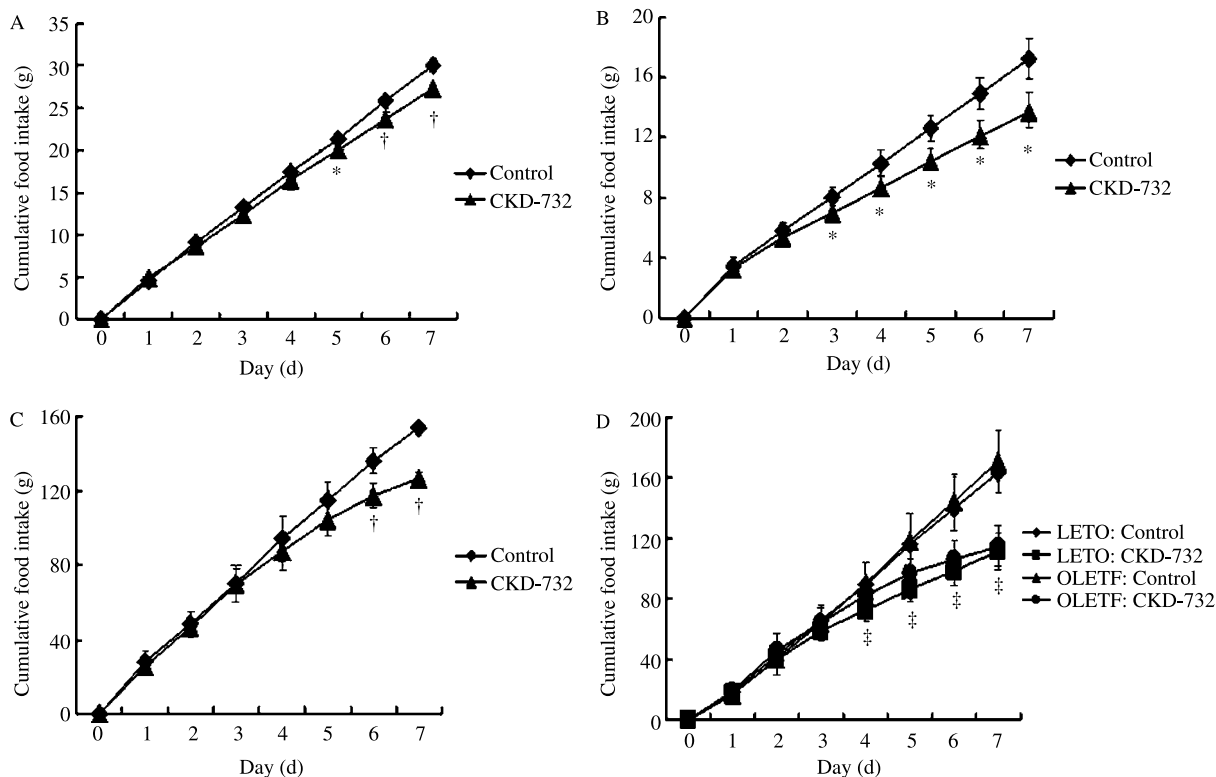 A
Cumulative food intake (g)
35
30
25
20
15
10
5
0
0 1 2 3 4 5 6 7
Day (d)
* † †
Control
CKD-732
B
Cumulative food intake (g)
20
16
12
8
4
0
0 1 2 3 4 5 6 7
Day (d)
* * * * *
Control
CKD-732
C
Cumulative food intake (g)
160
120
80
40
0
0 1 2 3 4 5 6 7
Day (d)
† †
Control
CKD-732
D
Cumulative food intake (g)
200
160
120
80
40
0
0 1 2 3 4 5 6 7
Day (d)
‡ ‡ ‡ ‡
LETO: Control
LETO: CKD-732
OLETF: Control
OLETF: CKD-732